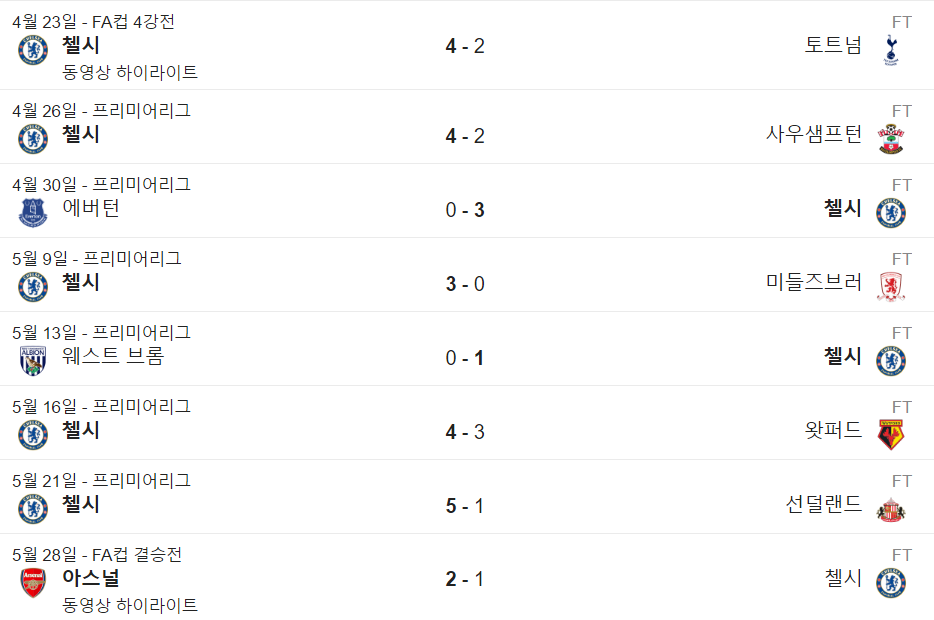 4월 23일 - FA컵 4강전 FT
첼시 4 - 2 토트넘
동영상 하이라이트
4월 26일 - 프리미어리그 FT
첼시 4 - 2 사우샘프턴
4월 30일 - 프리미어리그 FT
에버턴 0 - 3 첼시
5월 9일 - 프리미어리그 FT
첼시 3 - 0 미들즈브러
5월 13일 - 프리미어리그 FT
웨스트 브롬 0 - 1 첼시
5월 16일 - 프리미어리그 FT
첼시 4 - 3 왓퍼드
5월 21일 - 프리미어리그 FT
첼시 5 - 1 선덜랜드
5월 28일 - FA컵 결승전 FT
아스널 2 - 1 첼시
동영상 하이라이트